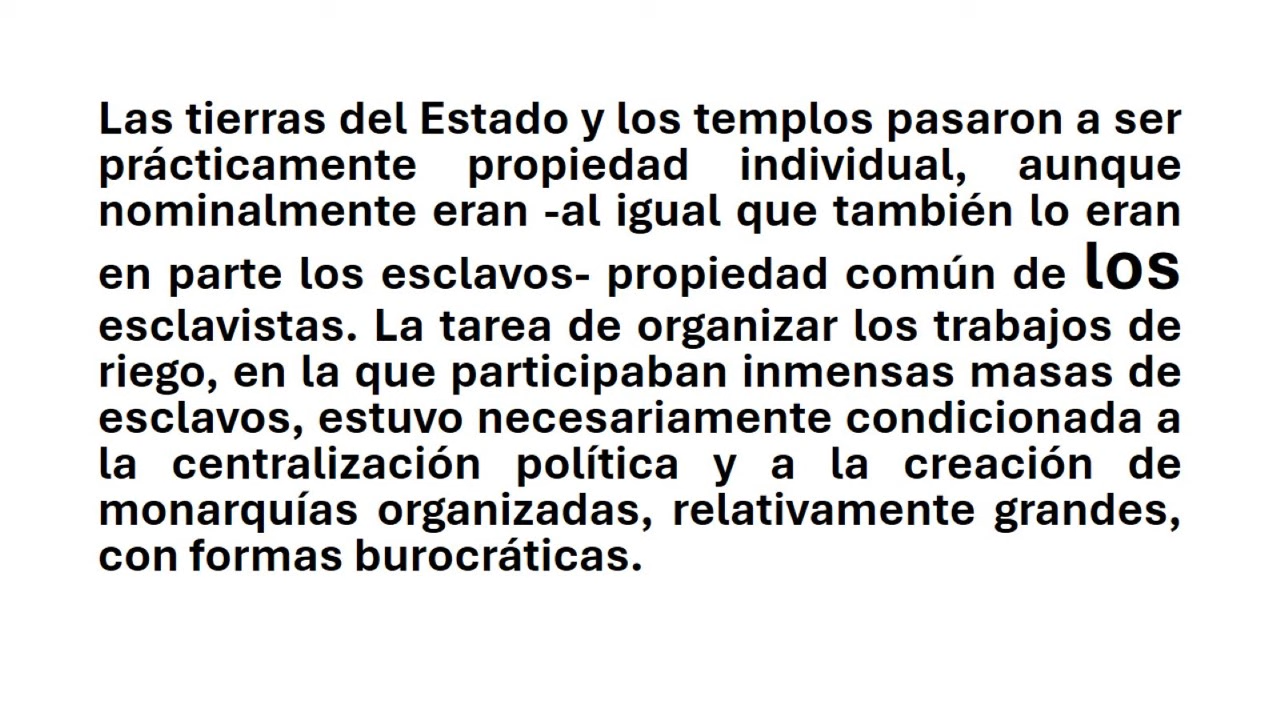 Las tierras del Estado y los templos pasaron a ser
prácticamente propiedad individual, aunque
nominalmente eran -al igual que también lo eran
en parte los esclavos- propiedad común de los
esclavistas. La tarea de organizar los trabajos de
riego, en la que participaban inmensas masas de
esclavos, estuvo necesariamente condicionada a
la centralización política y a la creación de
monarquías organizadas, relativamente grandes,
con formas burocráticas.